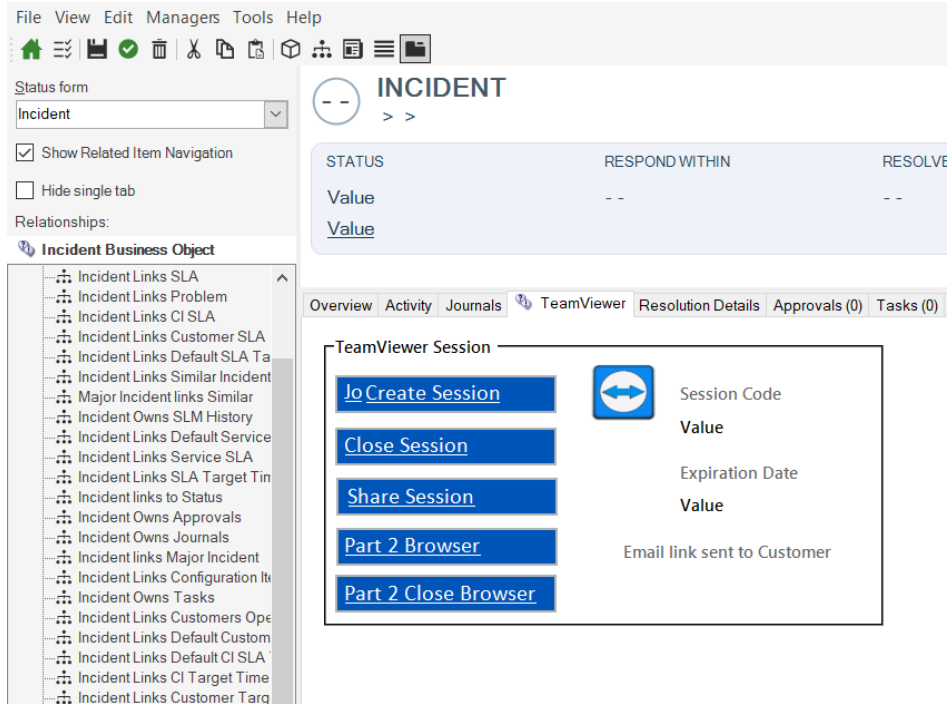 File View Edit Managers Tools Help
Status form
Incident
Show Related Item Navigation
Hide single tab
Relationships:
Incident Business Object
Incident Links SLA
Incident Links Problem
Incident Links CI SLA
Incident Links Customer SLA
Incident Links Default SLA Ta
Incident Links Similar Incident
Major Incident links Similar
Incident Owns SLM History
Incident Links Default Service
Incident Links Service SLA
Incident Links SLA Target Tim
Incident links to Status
Incident Owns Approvals
Incident Owns Journals
Incident links Major Incident
Incident Links Configuration Ite
Incident Owns Tasks
Incident Links Customers Ope
Incident Links Default Custom
Incident Links Default CI SLA
Incident Links CI Target Time
Incident Links Customer Targ
- -
INCIDENT
> >
STATUS RESPOND WITHIN RESOLVE
Value - - - -
Value
Overview Activity Journals TeamViewer Resolution Details Approvals (0) Tasks (0)
TeamViewer Session
Jo Create Session
Close Session
Share Session
Part 2 Browser
Part 2 Close Browser
Session Code
Value
Expiration Date
Value
Email link sent to Customer